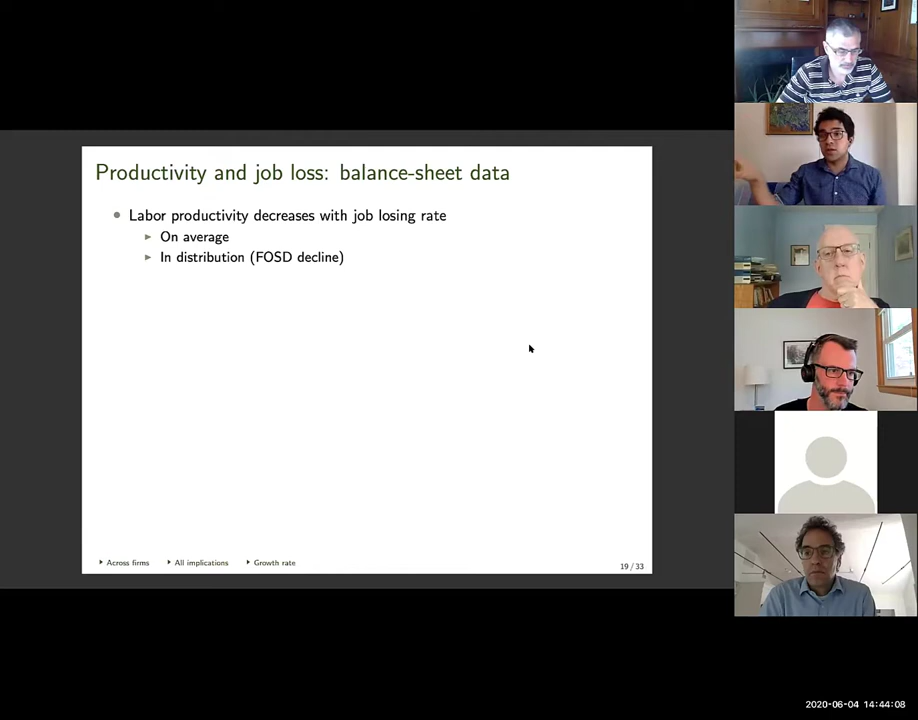 Productivity and job loss: balance-sheet data
Labor productivity decreases with job losing rate
On average
In distribution (FOSD decline)
Across firms All implications Growth rate
19 / 33
2020-06-04 14:44:08